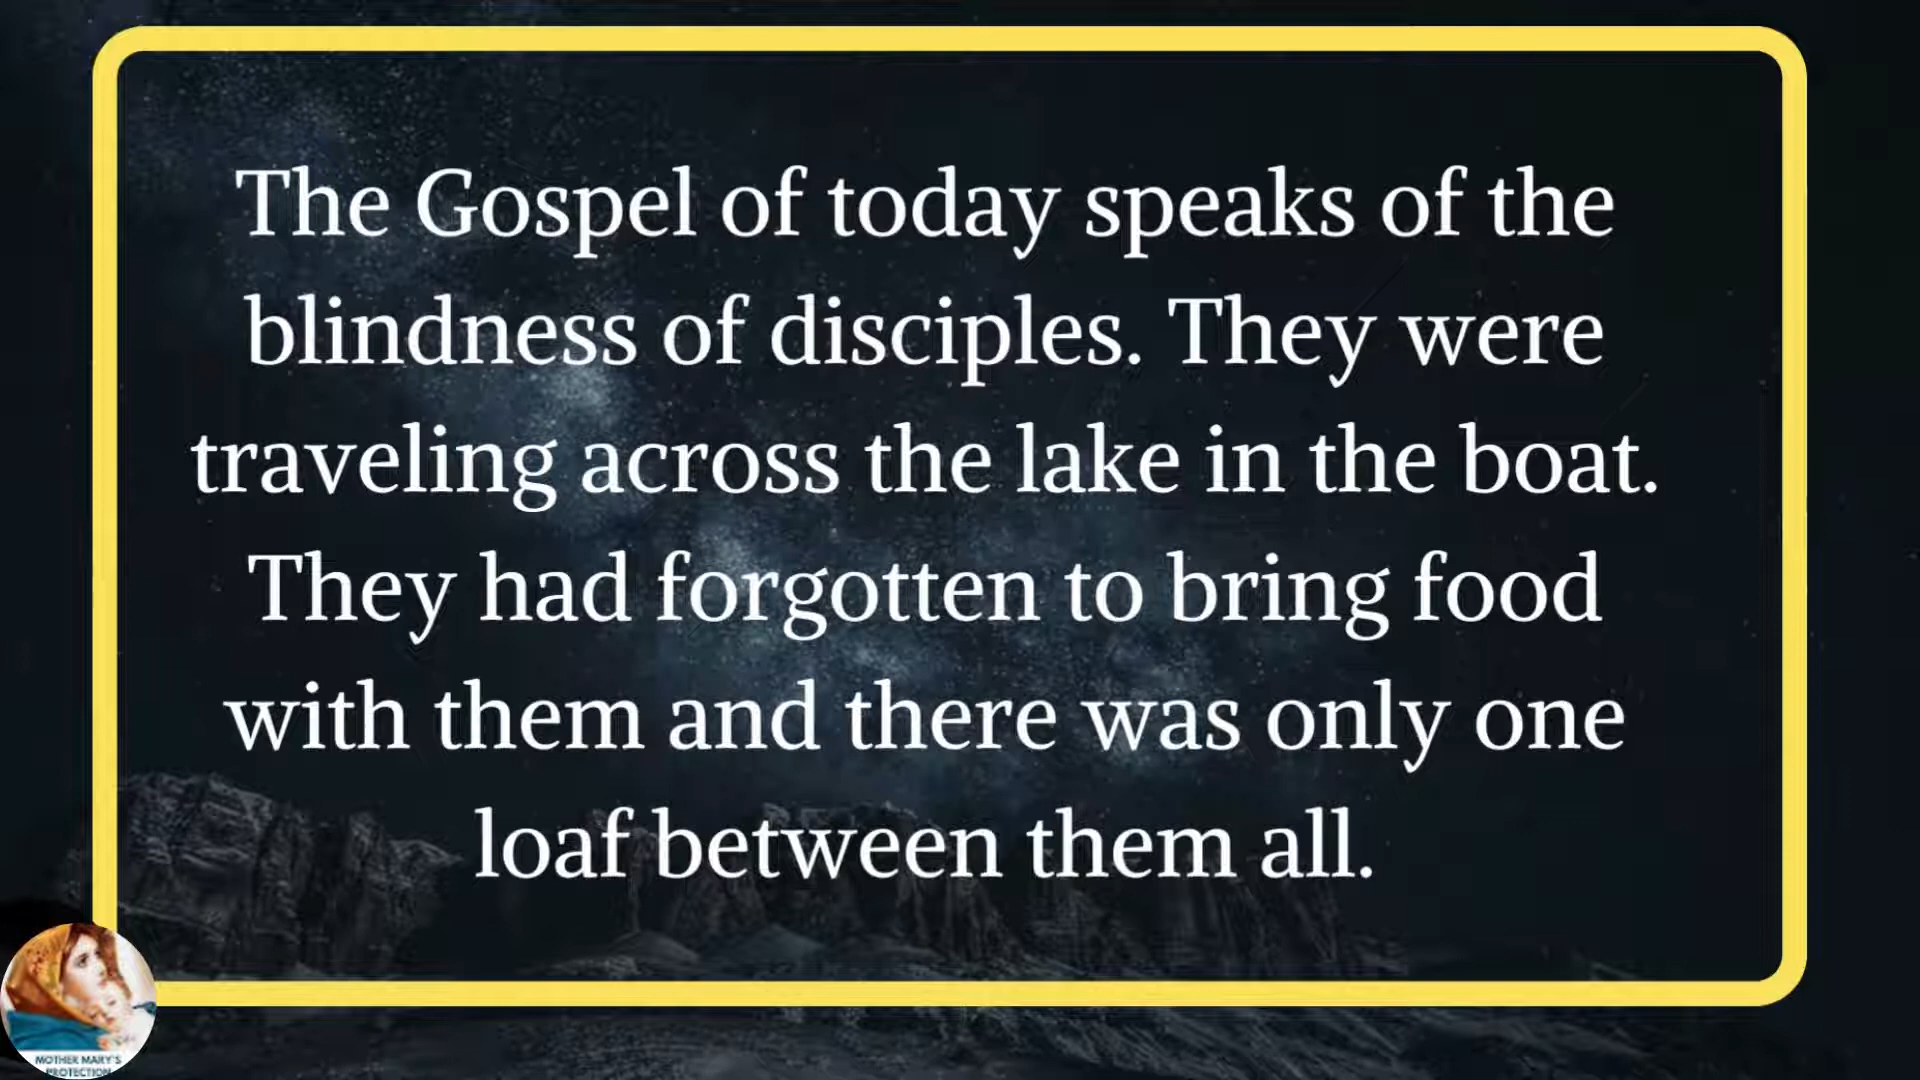 The Gospel of today speaks of the
blindness of disciples. They were
traveling across the lake in the boat.
They had forgotten to bring food
with them and there was only one
loaf between them all.
MOTHER MARY'S
PROTECTION